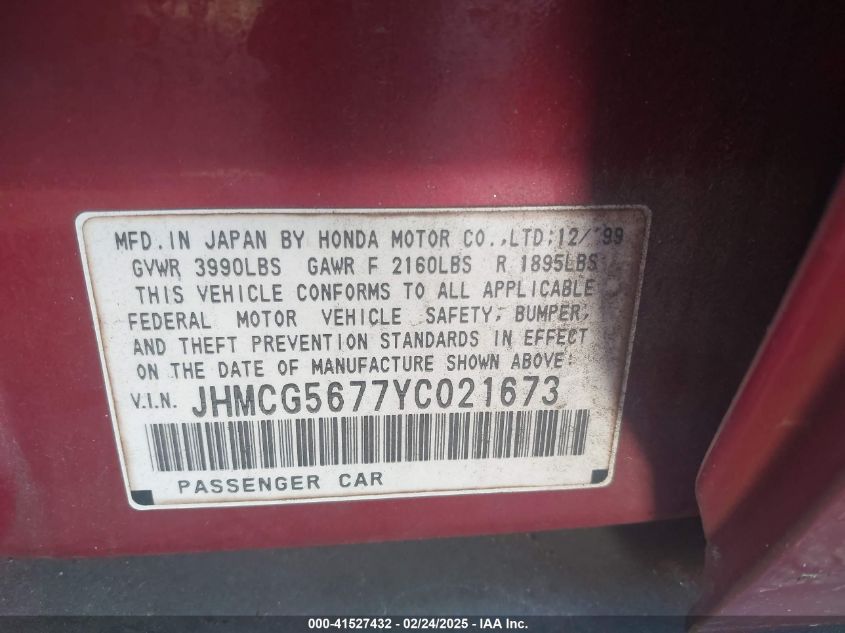 MFD. IN JAPAN BY HONDA MOTOR CO., LTD; 12/'99
GVWR 3990LBS GAWR F 2160LBS R 1895LBS
THIS VEHICLE CONFORMS TO ALL APPLICABLE
FEDERAL MOTOR VEHICLE SAFETY, BUMPER,
AND THEFT PREVENTION STANDARDS IN EFFECT
ON THE DATE OF MANUFACTURE SHOWN ABOVE.
V.I.N. JHMCG5677YC021673
PASSENGER CAR
000-41527432 - 02/24/2025 - IAA Inc.